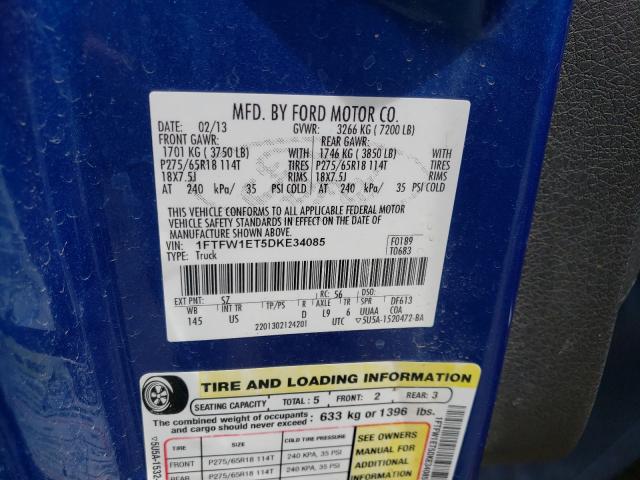 MFD. BY FORD MOTOR CO.
DATE: 02/13 GVWR: 3266 KG ( 7200 LB)
FRONT GAWR: REAR GAWR:
1701 KG ( 3750 LB) WITH 1746 KG ( 3850 LB) WITH
P275/65R18 114T TIRES P275/65R18 114T TIRES
18X7.5J RIMS 18X7.5J RIMS
AT 240 kPa/ 35 PSI COLD AT 240 kPa/ 35 PSI COLD
THIS VEHICLE CONFORMS TO ALL APPLICABLE FEDERAL MOTOR
VEHICLE SAFETY STANDARDS IN EFFECT ON THE DATE OF
MANUFACTURE SHOWN ABOVE.
VIN: 1FTFW1ET5DKE34085 F0189
TYPE: Truck T0683
EXT PNT: SZ RC: 56 DF613
WB TP/PS R AXLE TR SPR COA
145 US D L9 6 UUAA
2201302124201 UTC ▽5U5A-1520472-BA
TIRE AND LOADING INFORMATION
SEATING CAPACITY TOTAL : 5 FRONT: 2 REAR: 3
The combined weight of occupants and cargo should never exceed : 633 kg or 1396 lbs.
TIRE SIZE COLD TIRE PRESSURE SEE OWNERS
FRONT P275/65R18 114T 240 KPA, 35 PSI MANUAL FOR
REAR P275/65R18 114T 240 KPA, 35 PSI ADDITIONAL
INFORMATION